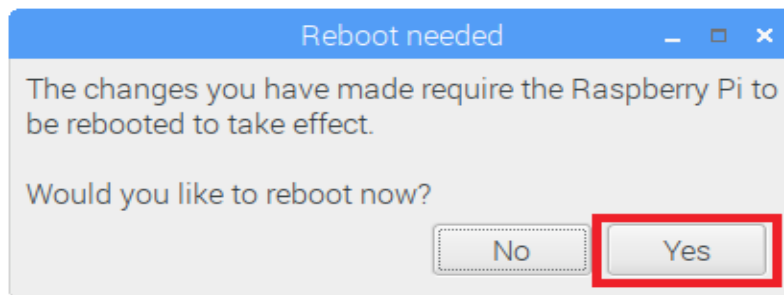 Reboot needed
The changes you have made require the Raspberry Pi to
be rebooted to take effect.
Would you like to reboot now?
No Yes